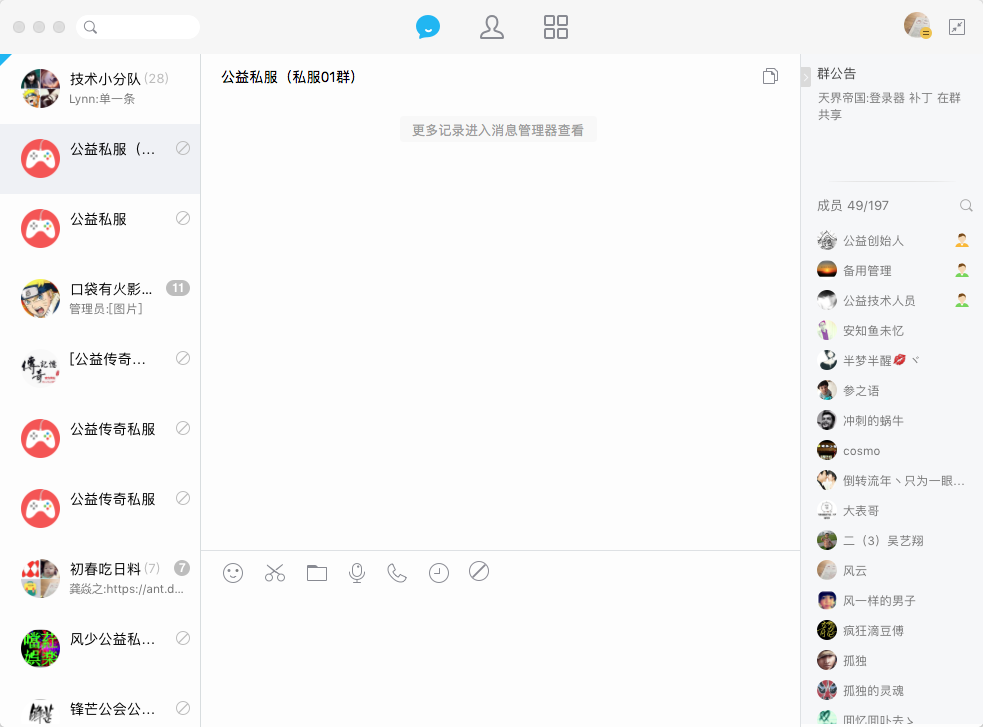 技术小分队 (28)
Lynn:单一条
公益私服（...
公益私服
口袋有火影... 11
管理员:[图片]
[公益传奇...
公益传奇私服
公益传奇私服
初春吃日料 (7) 7
龚焱之:https://ant.d...
风少公益私...
锋芒公会公...
公益私服（私服01群）
更多记录进入消息管理器查看
群公告
天界帝国:登录器 补丁 在群
共享
成员 49/197
公益创始人
备用管理
公益技术人员
安知鱼未忆
半梦半醒💋ヾ
参之语
冲刺的蜗牛
cosmo
倒转流年丶只为一眼...
大表哥
二（3）吴艺翔
风云
风一样的男子
疯狂滴豆傅
孤独
孤独的灵魂